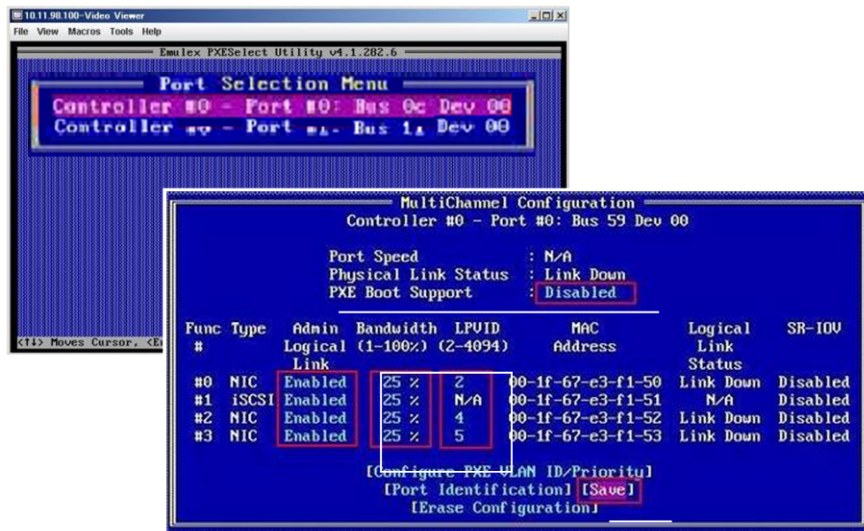 10.11.98.100-Video Viewer
File View Macros Tools Help
Emulex PXESelect Utility v4.1.282.6
Port Selection Menu
Controller #0 - Port #0: Bus 0c Dev 00
Controller - Port Bus Dev 00
<↑↓> Moves Cursor,
MultiChannel Configuration
Controller #0 - Port #0: Bus 59 Dev 00
Port Speed : N/A
Physical Link Status : Link Down
PXE Boot Support : Disabled
Func Type Admin Bandwidth LPVID MAC Logical SR-IOV
# Logical (1-100%) (2-4094) Address Link
Link Status
#0 NIC Enabled 25 % 2 00-1f-67-e3-f1-50 Link Down Disabled
#1 iSCSI Enabled 25 % N/A 00-1f-67-e3-f1-51 N/A Disabled
#2 NIC Enabled 25 % 4 00-1f-67-e3-f1-52 Link Down Disabled
#3 NIC Enabled 25 % 5 00-1f-67-e3-f1-53 Link Down Disabled
[Configure PXE VLAN ID/Priority]
[Port Identification] [Save]
[Erase Configuration]